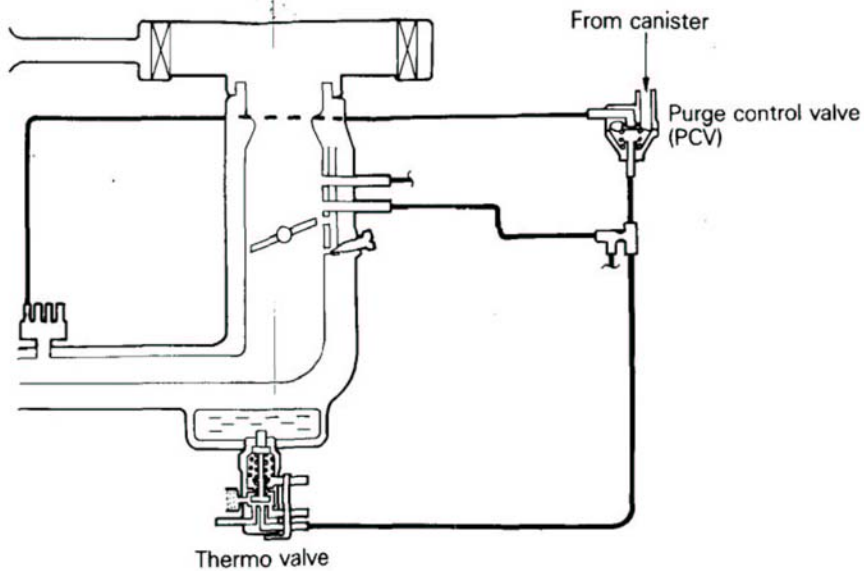 From canister
Purge control valve
(PCV)
Thermo valve